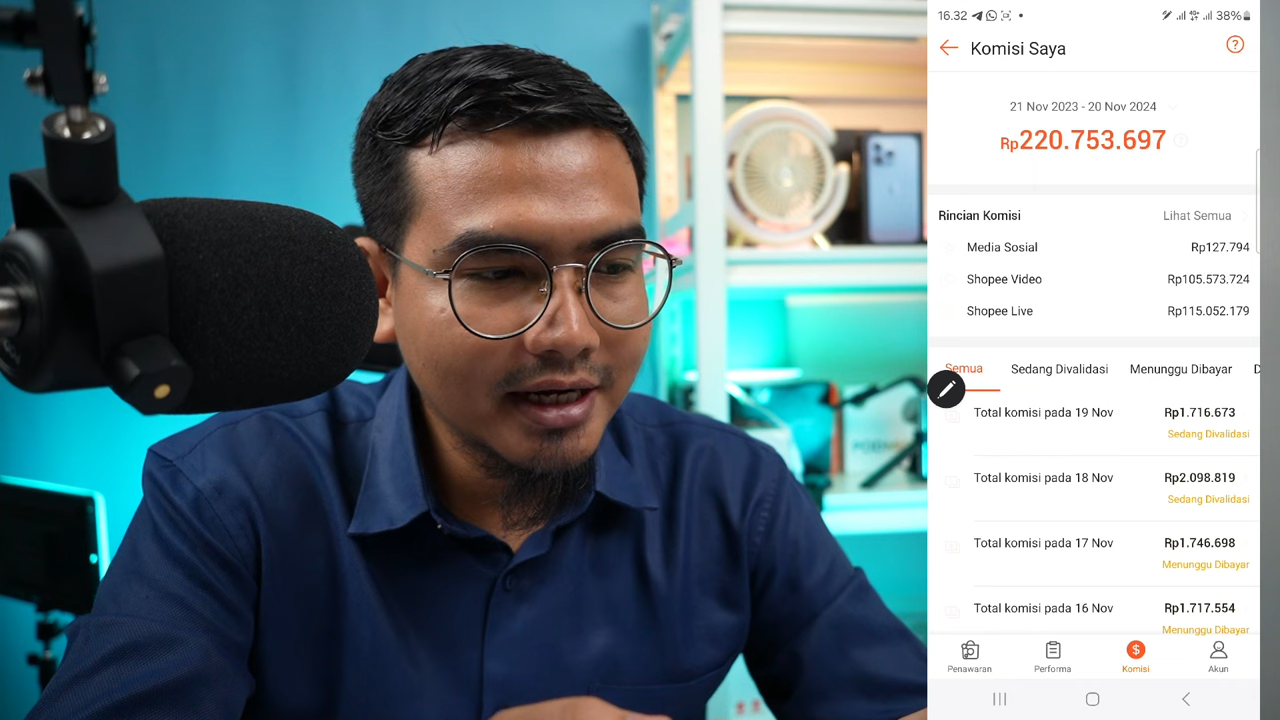 16.32 38%
Komisi Saya
21 Nov 2023 - 20 Nov 2024
Rp220.753.697
Rincian Komisi Lihat Semua
Media Sosial Rp127.794
Shopee Video Rp105.573.724
Shopee Live Rp115.052.179
Semua Sedang Divalidasi Menunggu Dibayar D
Total komisi pada 19 Nov Rp1.716.673
Sedang Divalidasi
Total komisi pada 18 Nov Rp2.098.819
Sedang Divalidasi
Total komisi pada 17 Nov Rp1.746.698
Menunggu Dibayar
Total komisi pada 16 Nov Rp1.717.554
Menunggu Dibayar
Penawaran Performa Komisi Akun